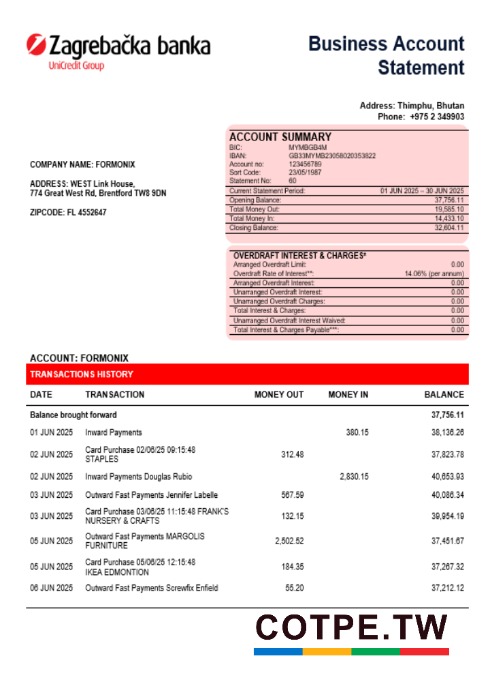 Zagrebačka banka
UniCredit Group
Business Account
Statement
Address: Thimphu, Bhutan
Phone: +975 2 349903
ACCOUNT SUMMARY
BIC: MYMBGB4M
IBAN: GB33MYMB23058020353822
Account no: 123456789
Sort Code: 23/05/1987
Statement No: 60
Current Statement Period: 01 JUN 2025 – 30 JUN 2025
Opening Balance: 37,756.11
Total Money Out: 19,585.10
Total Money In: 14,433.10
Closing Balance: 32,604.11
COMPANY NAME: FORMONIX
ADDRESS: WEST Link House,
774 Great West Rd, Brentford TW8 9DN
ZIPCODE: FL 4552647
OVERDRAFT INTEREST & CHARGES*
Arranged Overdraft Limit: 0.00
Overdraft Rate of Interest**: 14.06% (per annum)
Arranged Overdraft Interest: 0.00
Unarranged Overdraft Interest: 0.00
Unarranged Overdraft Charges: 0.00
Total Interest & Charges: 0.00
Unarranged Overdraft Interest Waived: 0.00
Total Interest & Charges Payable***: 0.00
ACCOUNT: FORMONIX
TRANSACTIONS HISTORY
DATE TRANSACTION MONEY OUT MONEY IN BALANCE
Balance brought forward 37,756.11
01 JUN 2025 Inward Payments 380.15 38,136.26
02 JUN 2025 Card Purchase 02/06/25 09:15:48 312.48 37,823.78
STAPLES
02 JUN 2025 Inward Payments Douglas Rubio 2,830.15 40,653.93
03 JUN 2025 Outward Fast Payments Jennifer Labelle 567.59 40,086.34
03 JUN 2025 Card Purchase 03/06/25 11:15:48 FRANK'S 132.15 39,954.19
NURSERY & CRAFTS
05 JUN 2025 Outward Fast Payments MARGOLIS 2,502.52 37,451.67
FURNITURE
05 JUN 2025 Card Purchase 05/06/25 12:15:48 184.35 37,267.32
IKEA EDMONTION
06 JUN 2025 Outward Fast Payments Screwfix Enfield 55.20 37,212.12
COTPE.TW